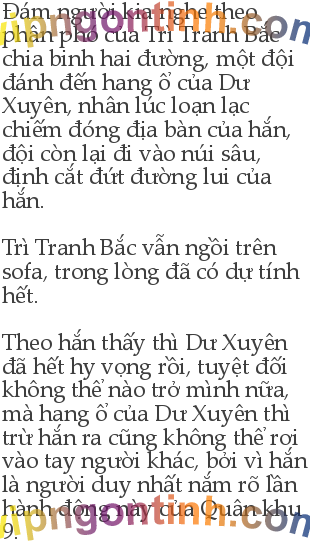 Đám người kia nghe theo
phân phó của Trì Tranh Bắc
chia binh hai đường, một đội
đánh đến hang ổ của Dư
Xuyên, nhân lúc loạn lạc
chiếm đóng địa bàn của hắn,
đội còn lại đi vào núi sâu,
định cắt đứt đường lui của
hắn.

Trì Tranh Bắc vẫn ngồi trên
sofa, trong lòng đã có dự tính
hết.

Theo hắn thấy thì Dư Xuyên
đã hết hy vọng rồi, tuyệt đối
không thể nào trở mình nữa,
mà hang ổ của Dư Xuyên thì
trừ hắn ra cũng không thể rơi
vào tay người khác, bởi vì hắn
là người duy nhất nắm rõ lần
hành động này của Quân khu
9.